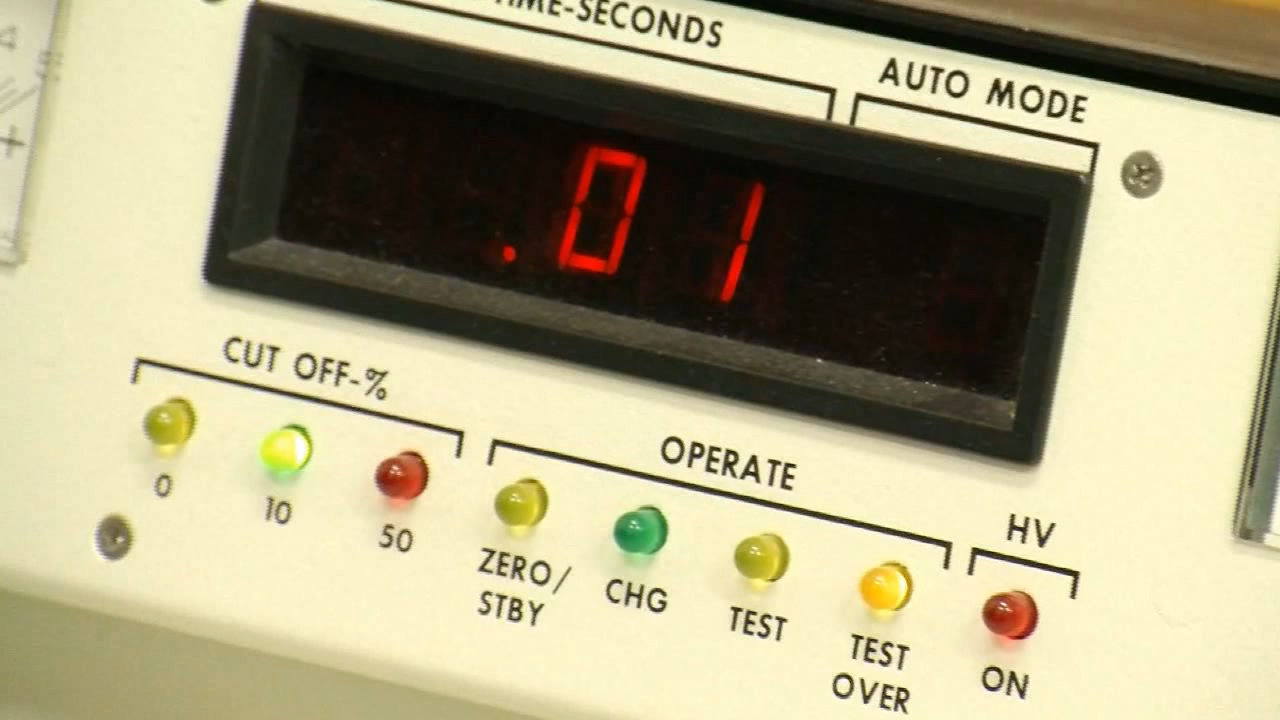 TIME-SECONDS
AUTO MODE
.01
CUT OFF-%
OPERATE
HV
0
10
50
ZERO/
STBY
CHG
TEST
TEST
OVER
ON
4
+